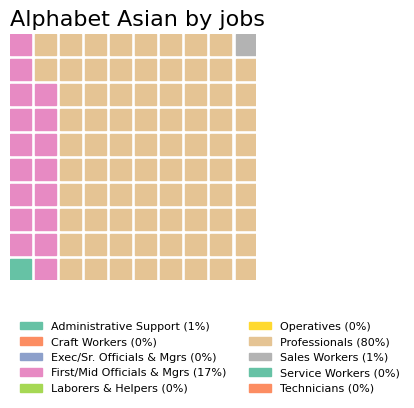 Alphabet Asian by jobs
Administrative Support (1%)
Craft Workers (0%)
Exec/Sr. Officials & Mgrs (0%)
First/Mid Officials & Mgrs (17%)
Laborers & Helpers (0%)
Operatives (0%)
Professionals (80%)
Sales Workers (1%)
Service Workers (0%)
Technicians (0%)